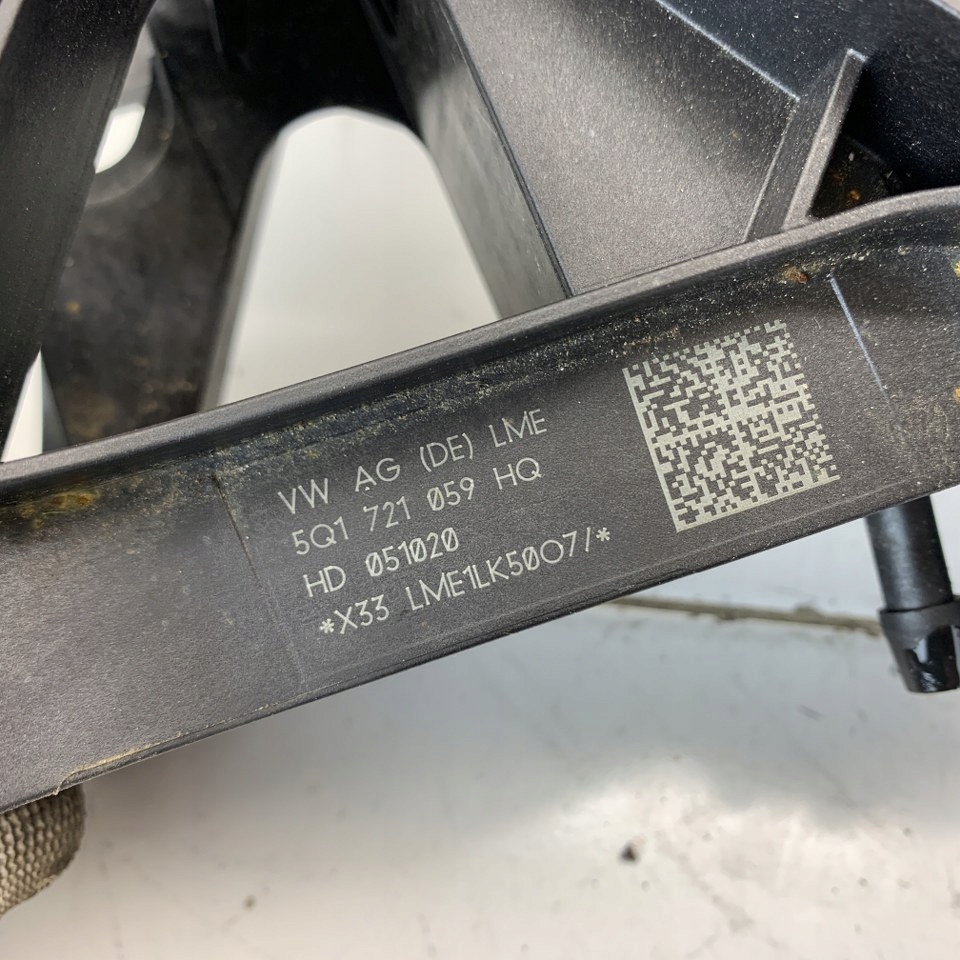 VW AG (DE) LME
5Q1 721 059 HQ
HD 051020
*X33 LME1LK5007/*